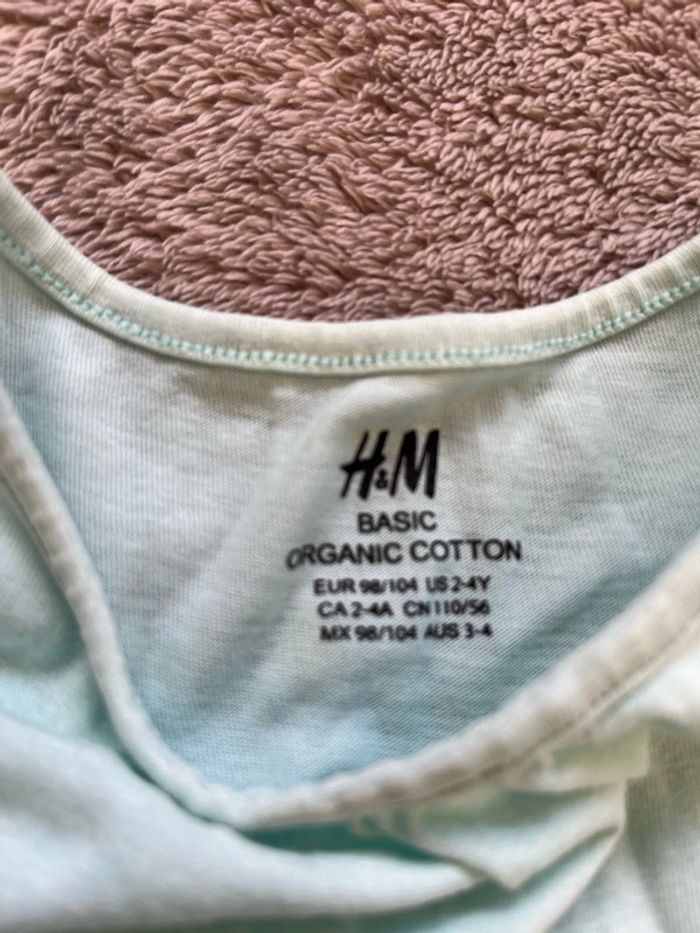 H&M
BASIC
ORGANIC COTTON
EUR 98/104 US 2-4Y
CA 2-4A CN 110/56
MX 98/104 AUS 3-4